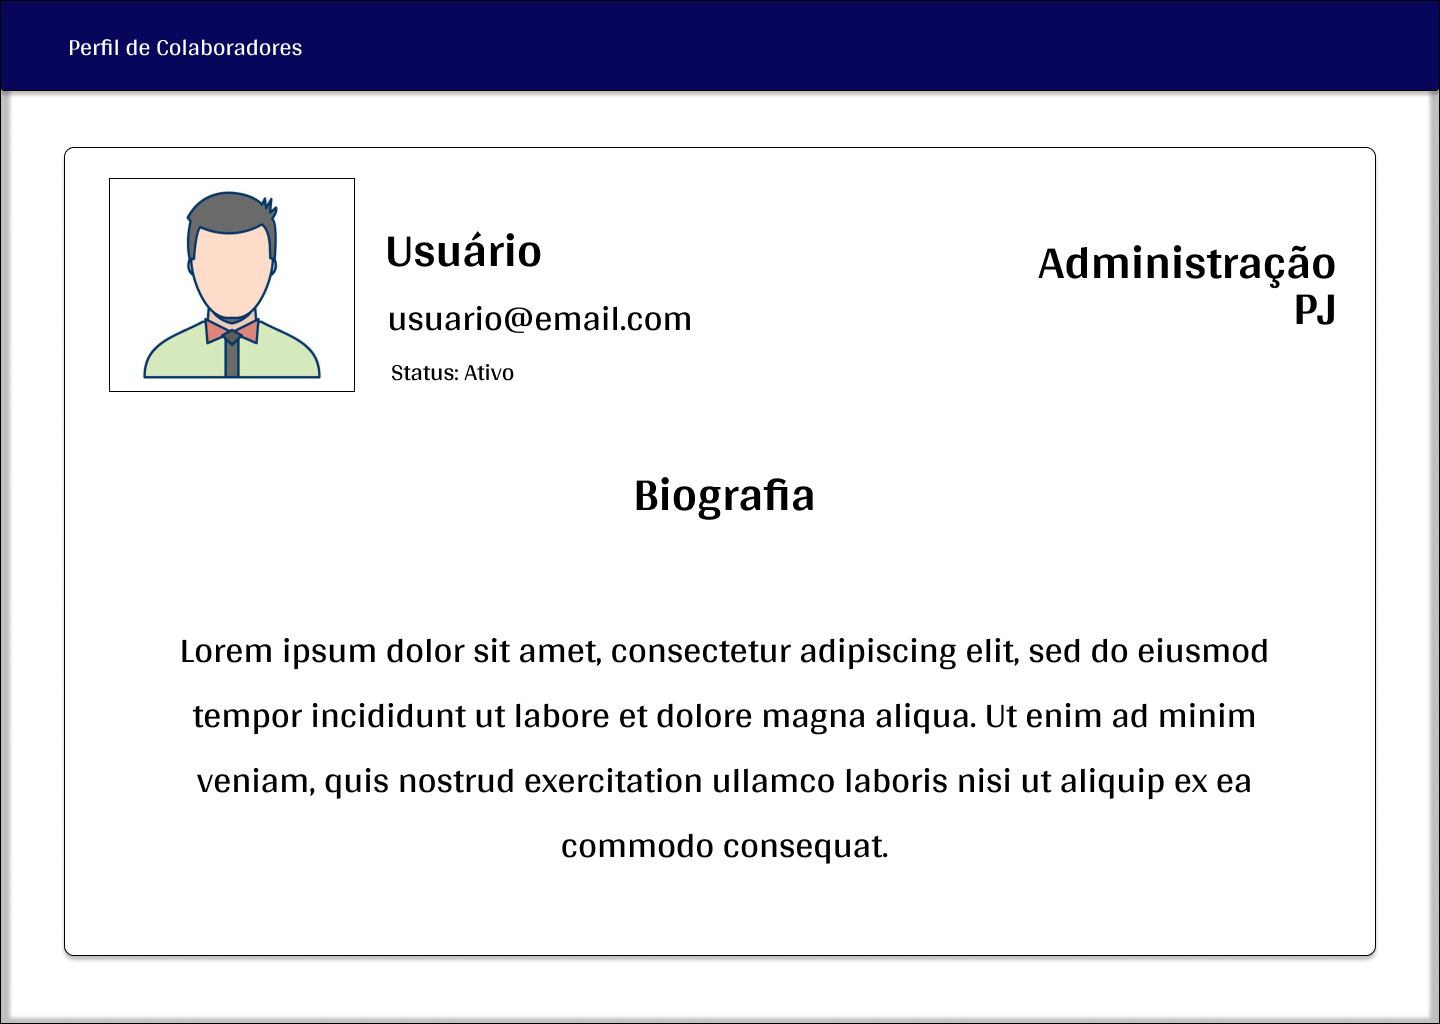 Perfil de Colaboradores
Usuário
usuario@email.com
Status: Ativo
Administração
PJ
Biografia
Lorem ipsum dolor sit amet, consectetur adipiscing elit, sed do eiusmod
tempor incididunt ut labore et dolore magna aliqua. Ut enim ad minim
veniam, quis nostrud exercitation ullamco laboris nisi ut aliquip ex ea
commodo consequat.